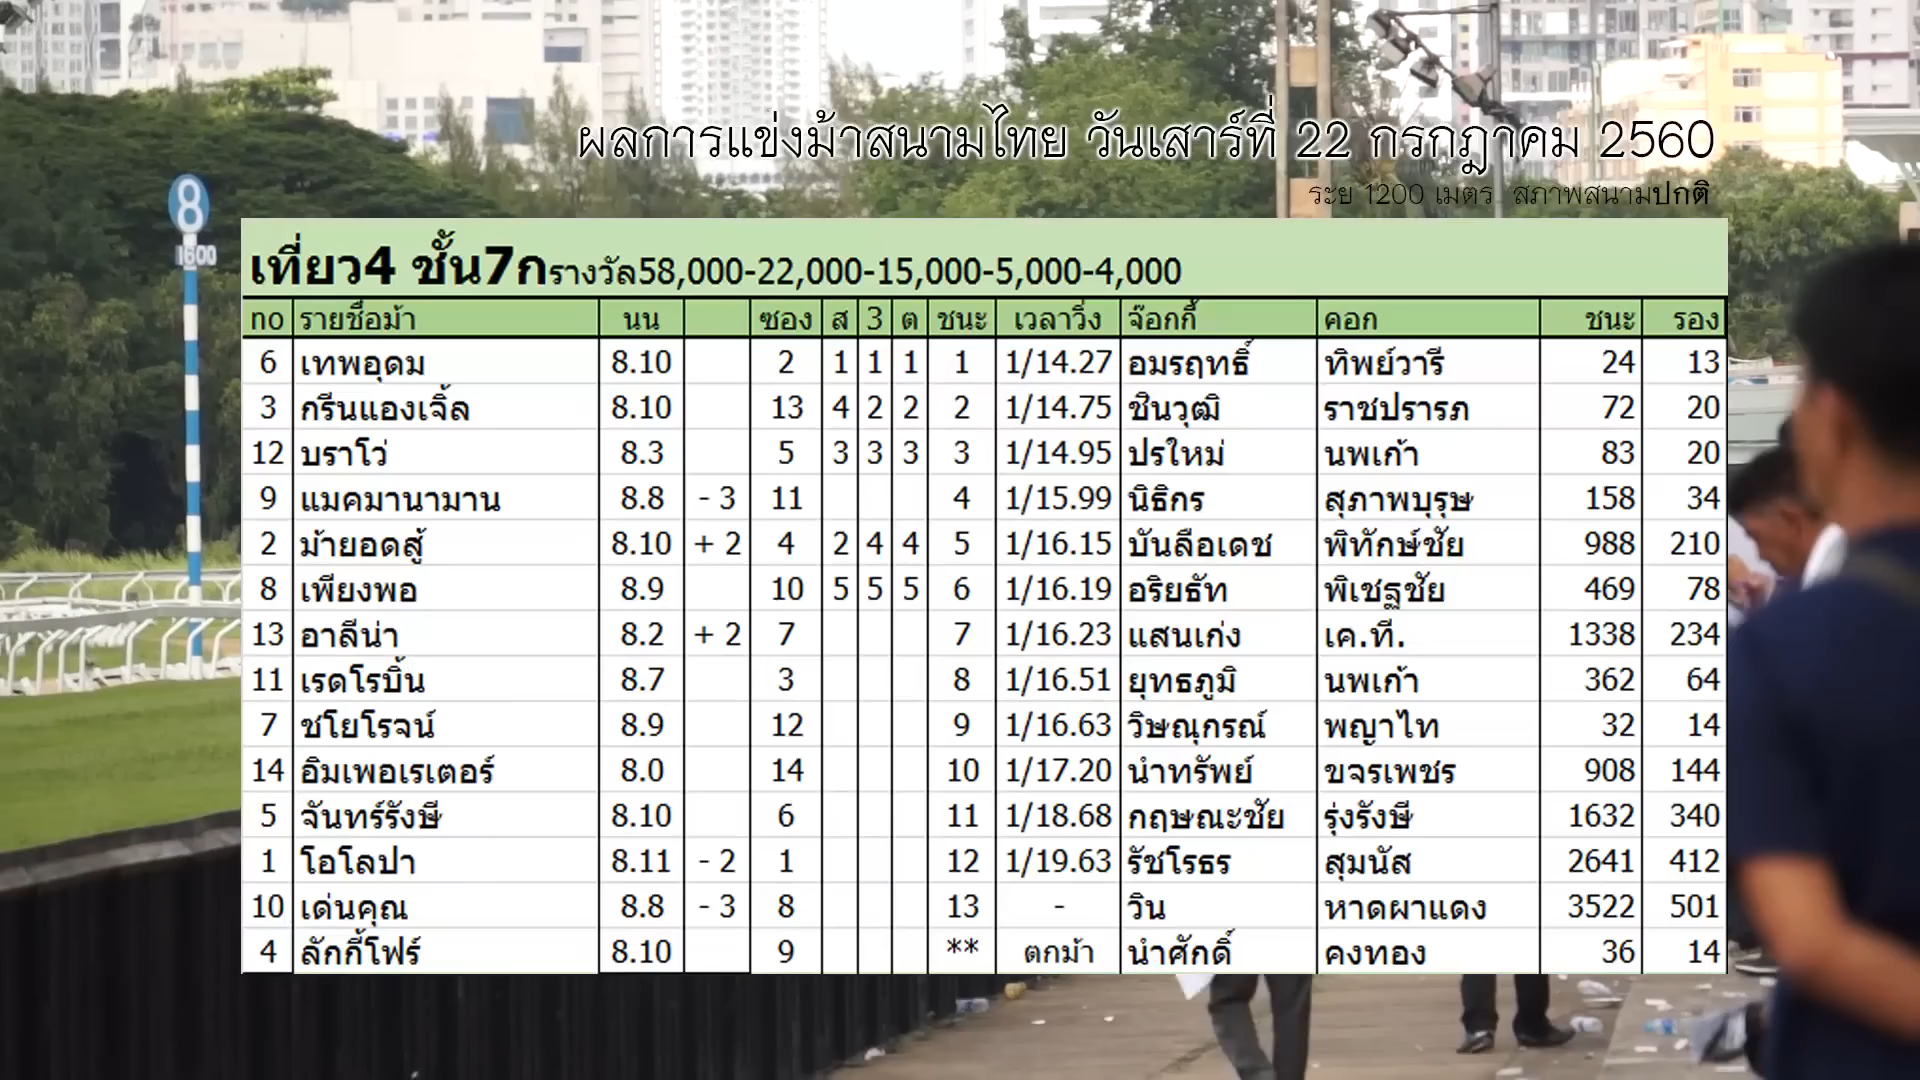 ผลการแข่งม้าสนามไทย วันเสาร์ที่ 22 กรกฎาคม 2560
ระยะ 1200 เมตร สภาพสนามปกติ
8
1600
เที่ยว4 ชั้น7ก รางวัล58,000-22,000-15,000-5,000-4,000
no รายชื่อม้า นน ซอง ส 3 ต ชนะ เวลาวิ่ง จ๊อกกี้ คอก ชนะ รอง
6 เทพอุดม 8.10 2 1 1 1 1 1/14.27 อมรฤทธิ์ ทิพย์วารี 24 13
3 กรีนแองเจิ้ล 8.10 13 4 2 2 2 1/14.75 ชินวุฒิ ราชปรารภ 72 20
12 บราโว่ 8.3 5 3 3 3 3 1/14.95 ปรใหม่ นพเก้า 83 20
9 แมคมานามาน 8.8 - 3 11 4 1/15.99 นิธิกร สุภาพบุรุษ 158 34
2 ม้ายอดสู้ 8.10 + 2 4 2 4 4 5 1/16.15 บันลือเดช พิทักษ์ชัย 988 210
8 เพียงพอ 8.9 10 5 5 5 6 1/16.19 อริยธัท พิเชฐชัย 469 78
13 อาลีน่า 8.2 + 2 7 7 1/16.23 แสนเก่ง เค.ที. 1338 234
11 เรดโรบิ้น 8.7 3 8 1/16.51 ยุทธภูมิ นพเก้า 362 64
7 ชโยโรจน์ 8.9 12 9 1/16.63 วิษณุกรณ์ พญาไท 32 14
14 อิมเพอเรเตอร์ 8.0 14 10 1/17.20 นำทรัพย์ ขจรเพชร 908 144
5 จันทร์รังษี 8.10 6 11 1/18.68 กฤษณะชัย รุ่งรังษี 1632 340
1 โอโลปา 8.11 - 2 1 12 1/19.63 รัชโรธร สุมนัส 2641 412
10 เด่นคุณ 8.8 - 3 8 13 - วิน หาดผาแดง 3522 501
4 ลักกี้โฟร์ 8.10 9 ** ตกม้า นำศักดิ์ คงทอง 36 14